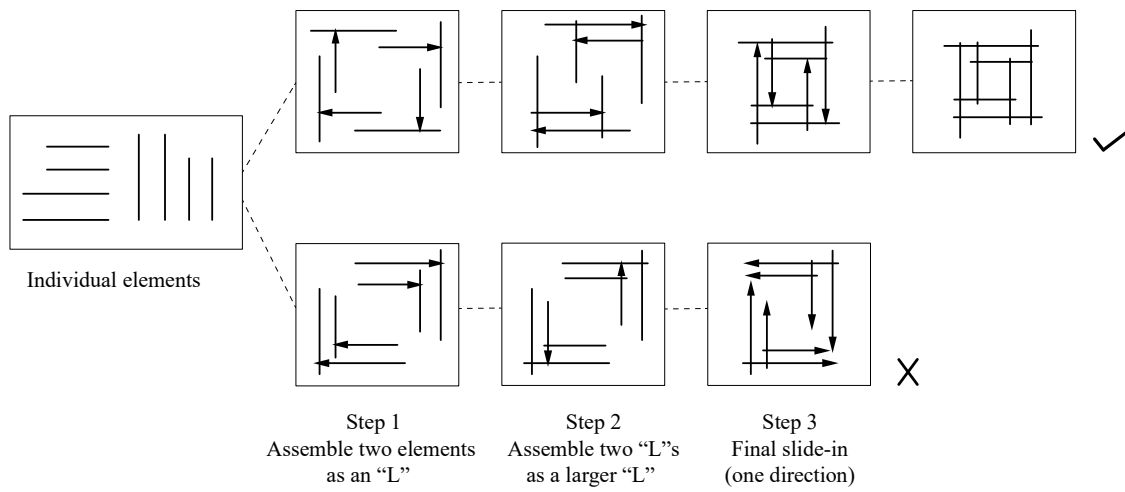 Individual elements
Step 1
Assemble two elements
as an “L”
Step 2
Assemble two “L”s
as a larger “L”
Step 3
Final slide-in
(one direction)